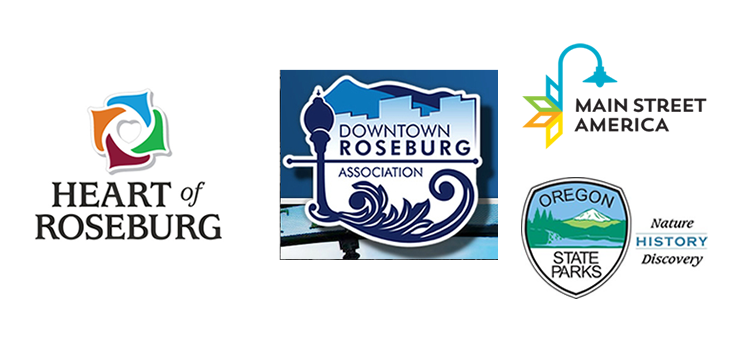 HEART of
ROSEBURG
DOWNTOWN
ROSEBURG
ASSOCIATION
MAIN STREET
AMERICA
OREGON
STATE
PARKS
Nature
HISTORY
Discovery